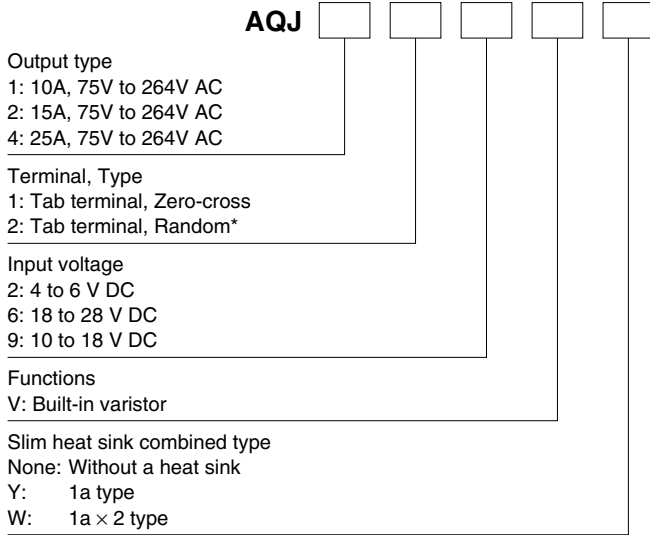 AQJ
Output type
1: 10A, 75V to 264V AC
2: 15A, 75V to 264V AC
4: 25A, 75V to 264V AC
Terminal, Type
1: Tab terminal, Zero-cross
2: Tab terminal, Random*
Input voltage
2: 4 to 6 V DC
6: 18 to 28 V DC
9: 10 to 18 V DC
Functions
V: Built-in varistor
Slim heat sink combined type
None: Without a heat sink
Y: 1a type
W: 1a × 2 type